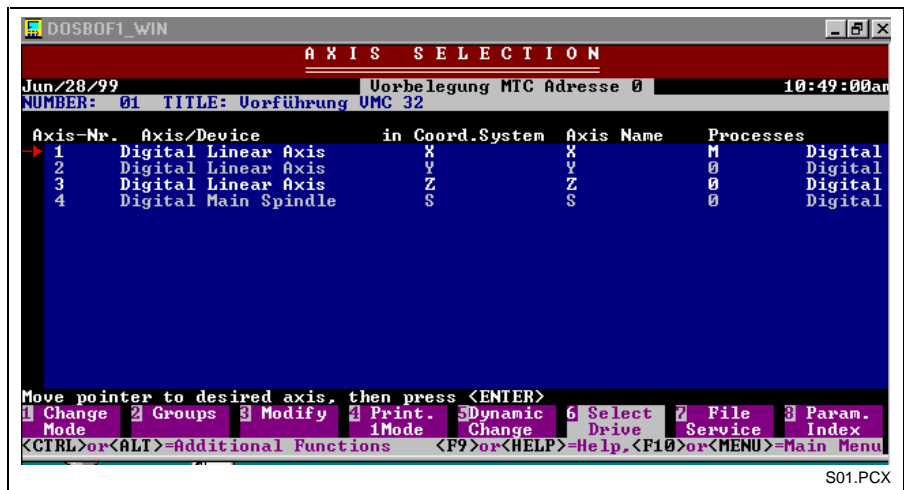 DOSBOF1_WIN
AXIS SELECTION
Jun/28/99 Vorbelegung MTC Adresse 0 10:49:00am
NUMBER: 01 TITLE: Vorführung VMC 32
Axis-Nr. Axis/Device in Coord.System Axis Name Processes
1 Digital Linear Axis X X M Digital
2 Digital Linear Axis Y Y 0 Digital
3 Digital Linear Axis Z Z 0 Digital
4 Digital Main Spindle S S 0 Digital
Move pointer to desired axis, then press <ENTER>
1 Change 2 Groups 3 Modify 4 Print. 5Dynamic 6 Select 7 File 8 Param.
Mode 1Mode Change Drive Service Index
<CTRL>or<ALT>=Additional Functions <F9>or<HELP>=Help,<F10>or<MENU>=Main Menu
S01.PCX